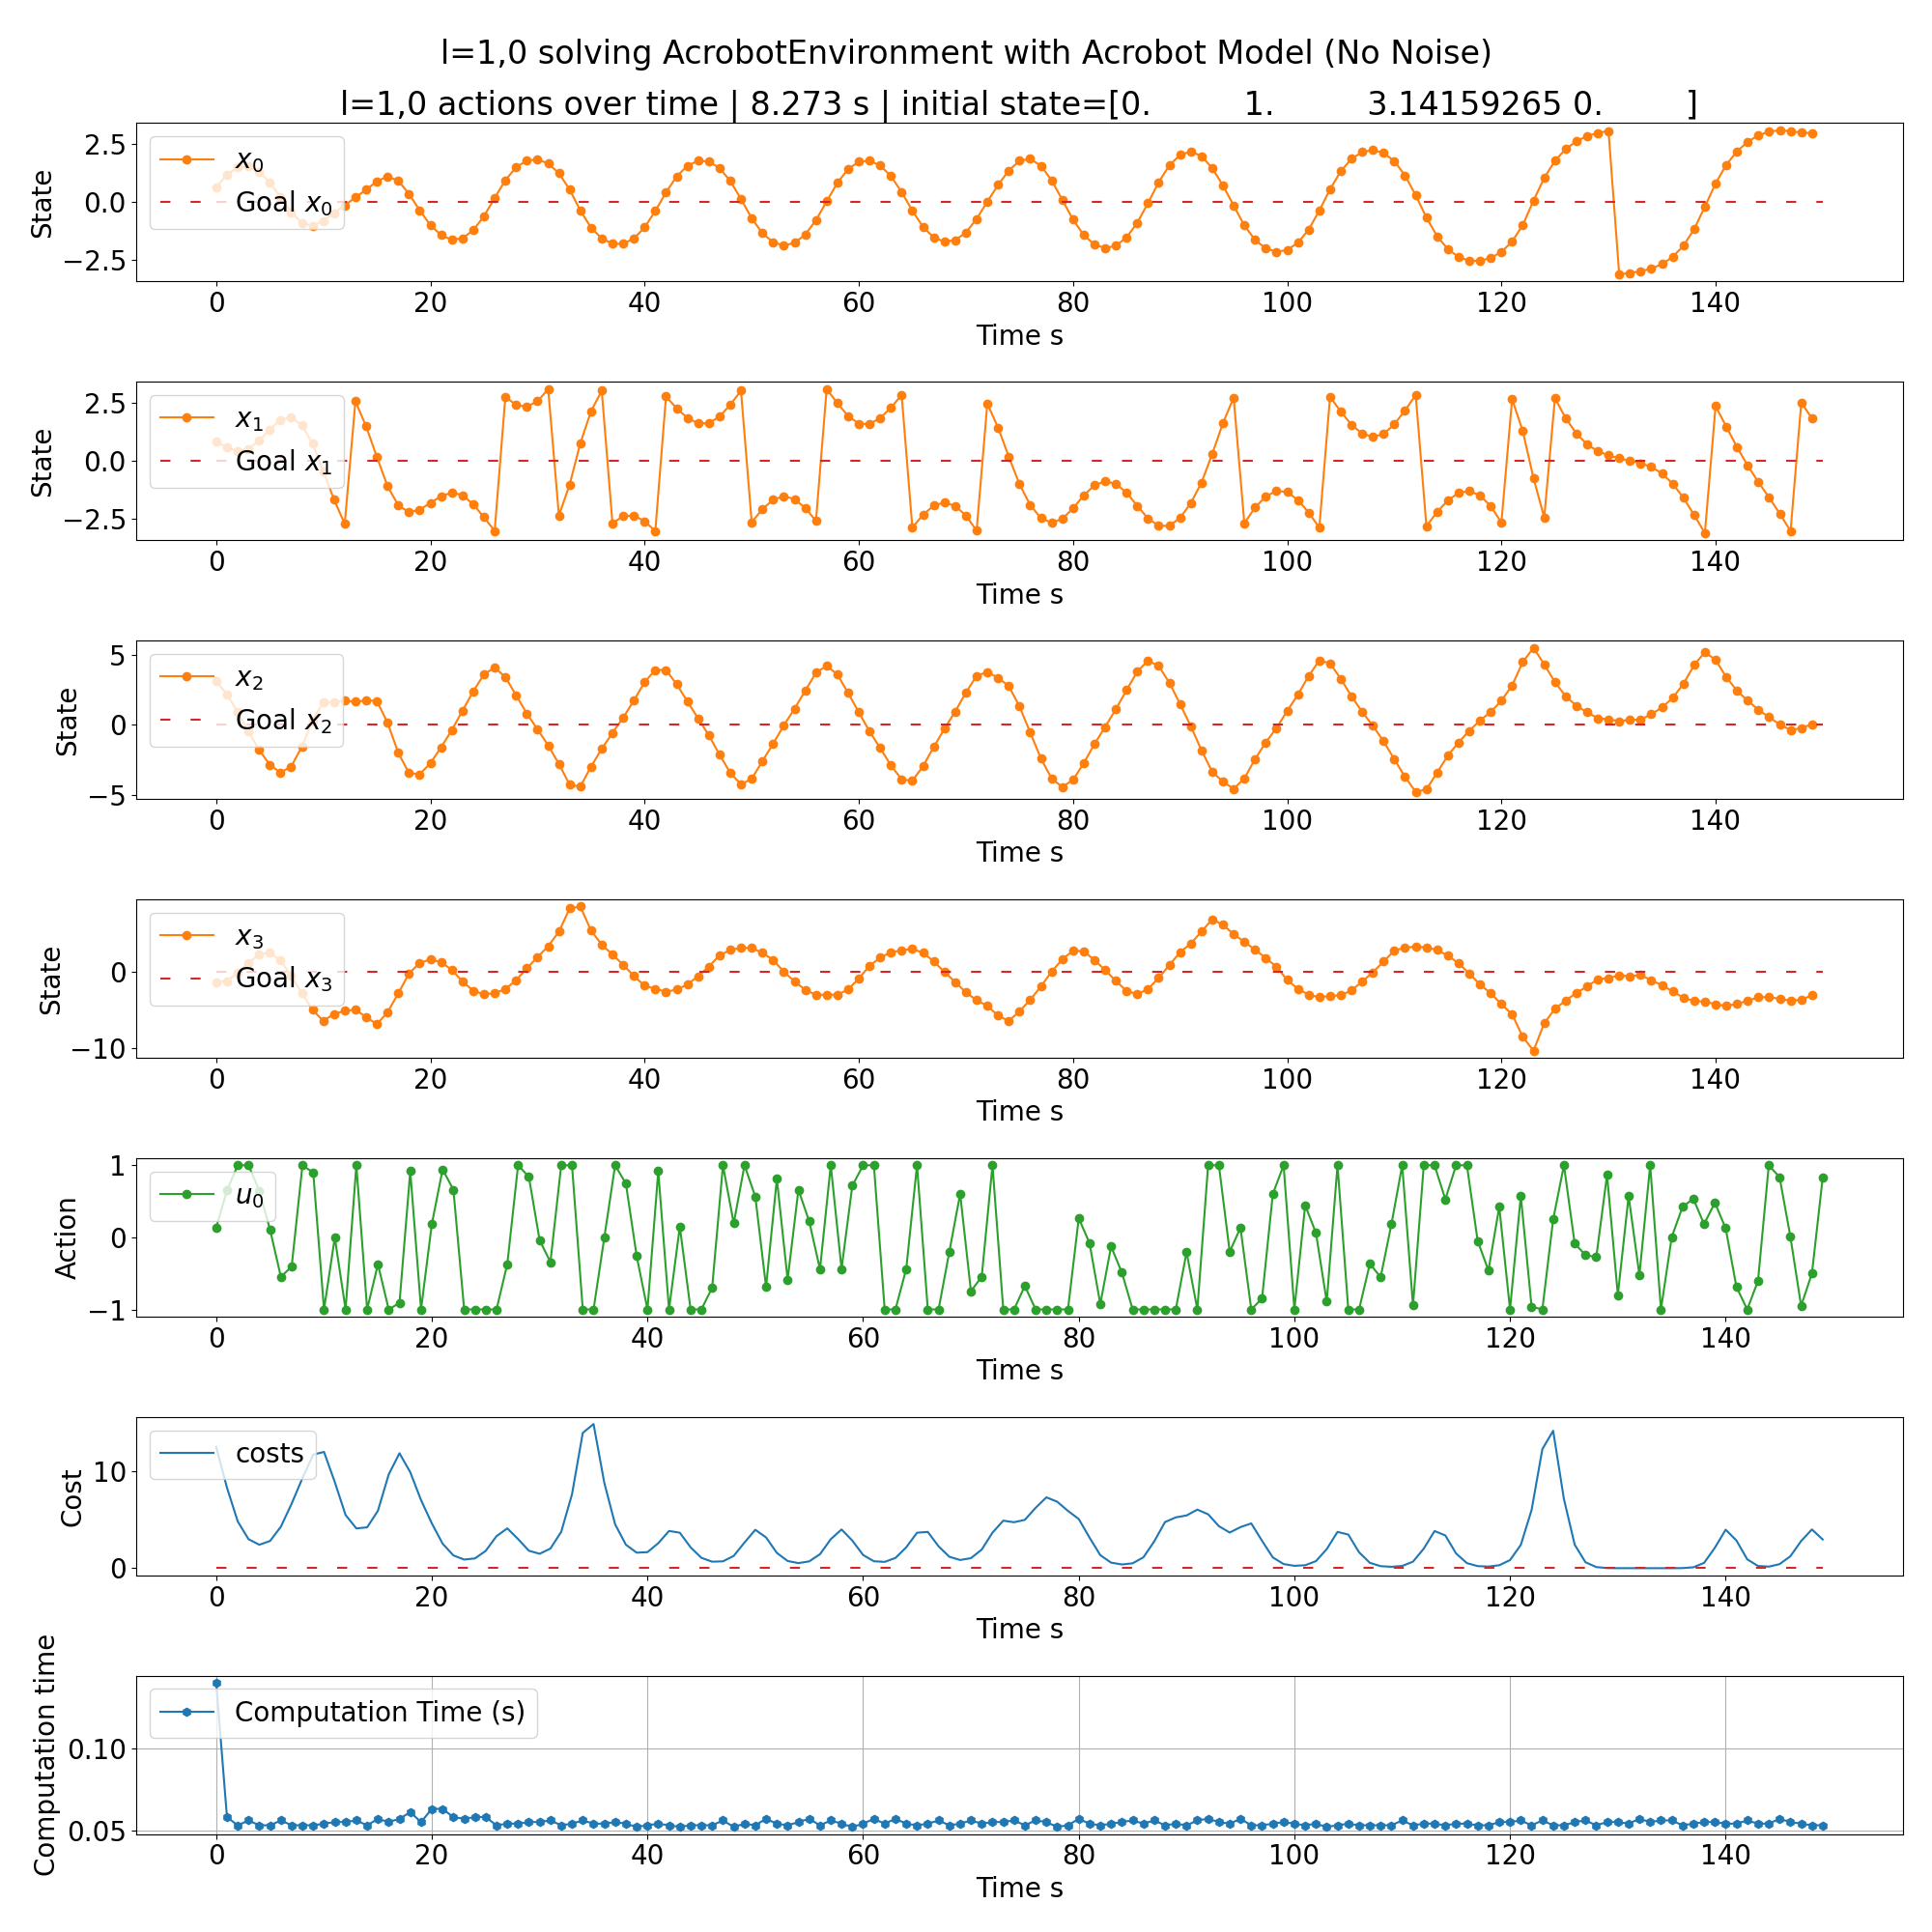 l=1,0 solving AcrobotEnvironment with Acrobot Model (No Noise)
l=1,0 actions over time | 8.273 s | initial state=[0. 1. 3.14159265 0. ]
State
2.5
0.0
−2.5
x0
Goal x0
0 20 40 60 80 100 120 140
Time s
State
2.5
0.0
−2.5
x1
Goal x1
0 20 40 60 80 100 120 140
Time s
State
5
0
−5
x2
Goal x2
0 20 40 60 80 100 120 140
Time s
State
0
−10
x3
Goal x3
0 20 40 60 80 100 120 140
Time s
Action
1
0
−1
u0
0 20 40 60 80 100 120 140
Time s
Cost
10
0
costs
0 20 40 60 80 100 120 140
Time s
Computation time
0.10
0.05
Computation Time (s)
0 20 40 60 80 100 120 140
Time s